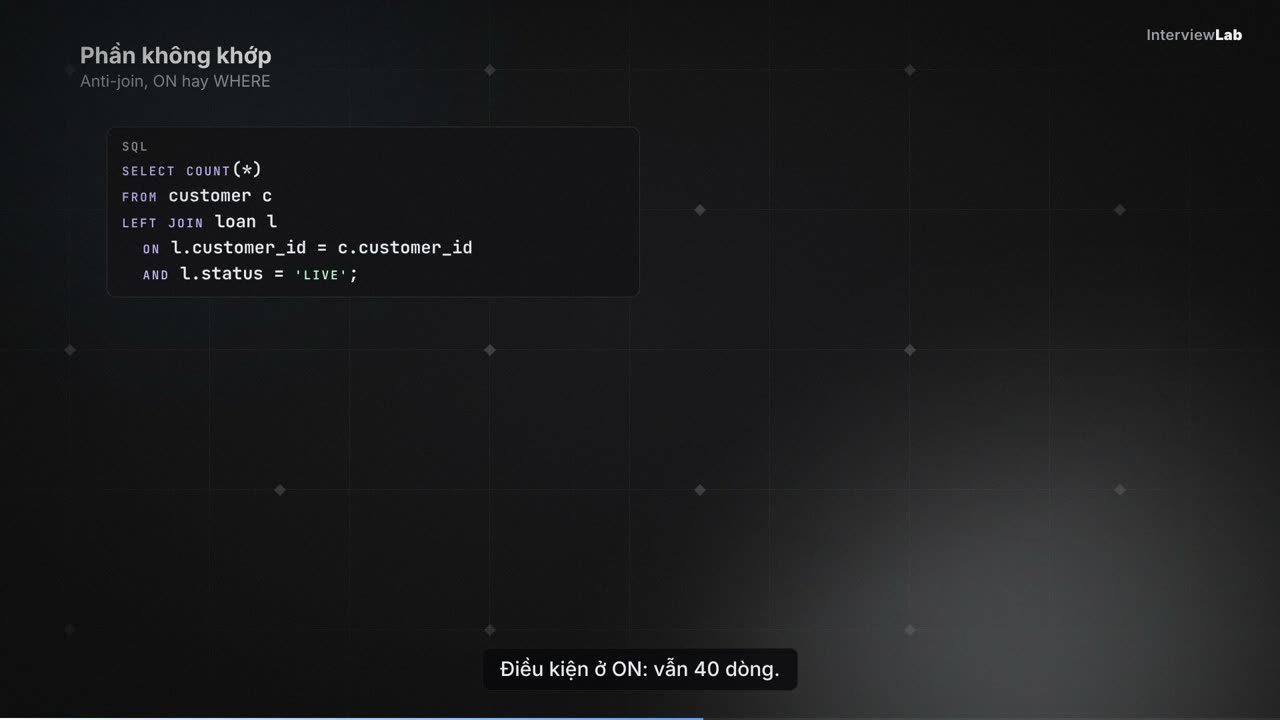 Phần không khớp
Anti-join, ON hay WHERE
InterviewLab
SQL
SELECT COUNT(*)
FROM customer c
LEFT JOIN loan l
ON l.customer_id = c.customer_id
AND l.status = 'LIVE';
Điều kiện ở ON: vẫn 40 dòng.